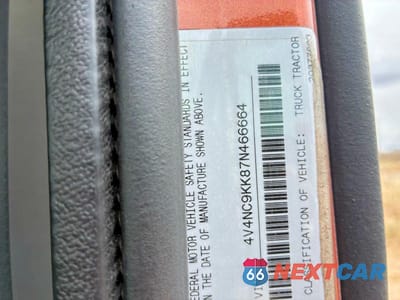 FEDERAL MOTOR VEHICLE SAFETY STANDARDS IN EFFECT
ON THE DATE OF MANUFACTURE SHOWN ABOVE.
4V4NC9KK87N466664
VI
CLASSIFICATION OF VEHICLE: TRUCK TRACTOR
66 NEXTCAR